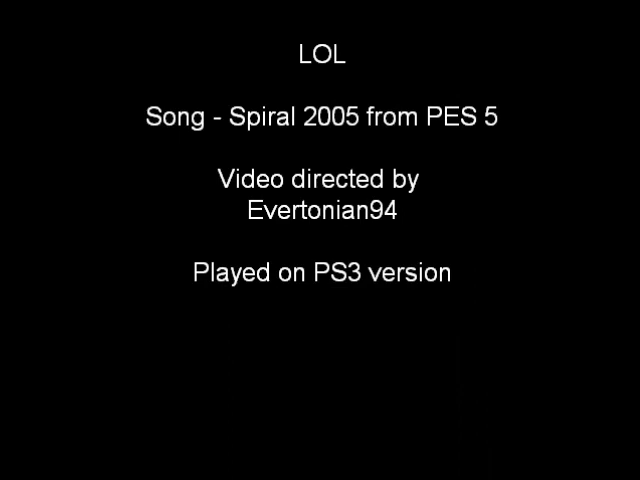 LOL
Song - Spiral 2005 from PES 5
Video directed by
Evertonian94
Played on PS3 version